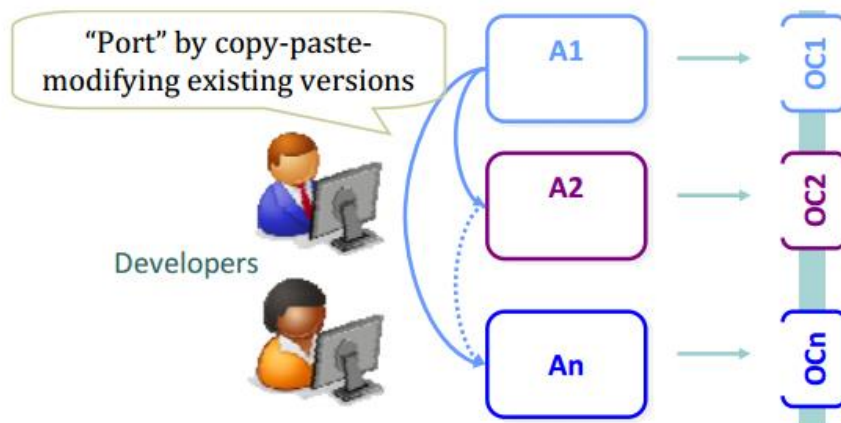 “Port” by copy-paste-
modifying existing versions
A1
OC1
A2
OC2
Developers
An
OCn